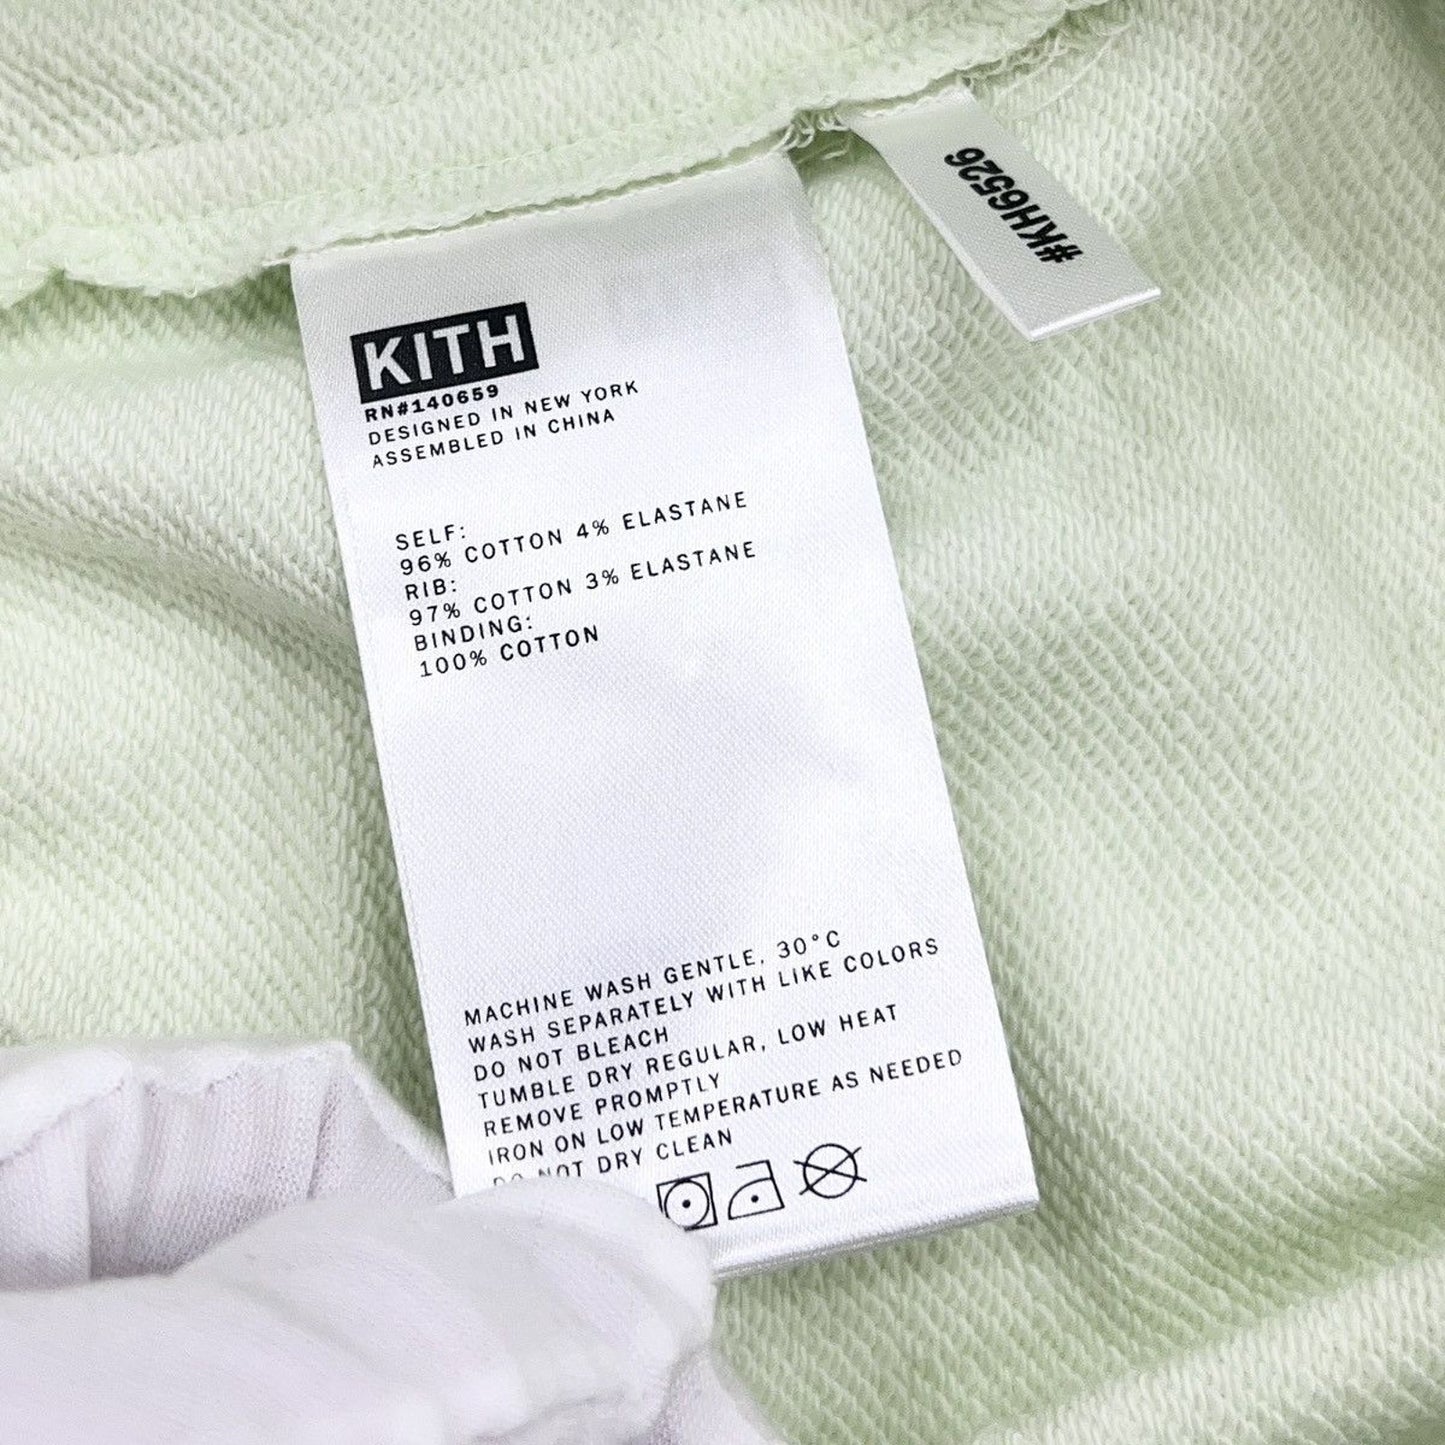 KITH
RN#140659
DESIGNED IN NEW YORK
ASSEMBLED IN CHINA
SELF:
96% COTTON 4% ELASTANE
RIB:
97% COTTON 3% ELASTANE
BINDING:
100% COTTON
MACHINE WASH GENTLE, 30°C
WASH SEPARATELY WITH LIKE COLORS
DO NOT BLEACH
TUMBLE DRY REGULAR, LOW HEAT
REMOVE PROMPTLY
IRON ON LOW TEMPERATURE AS NEEDED
DO NOT DRY CLEAN
#KH6526